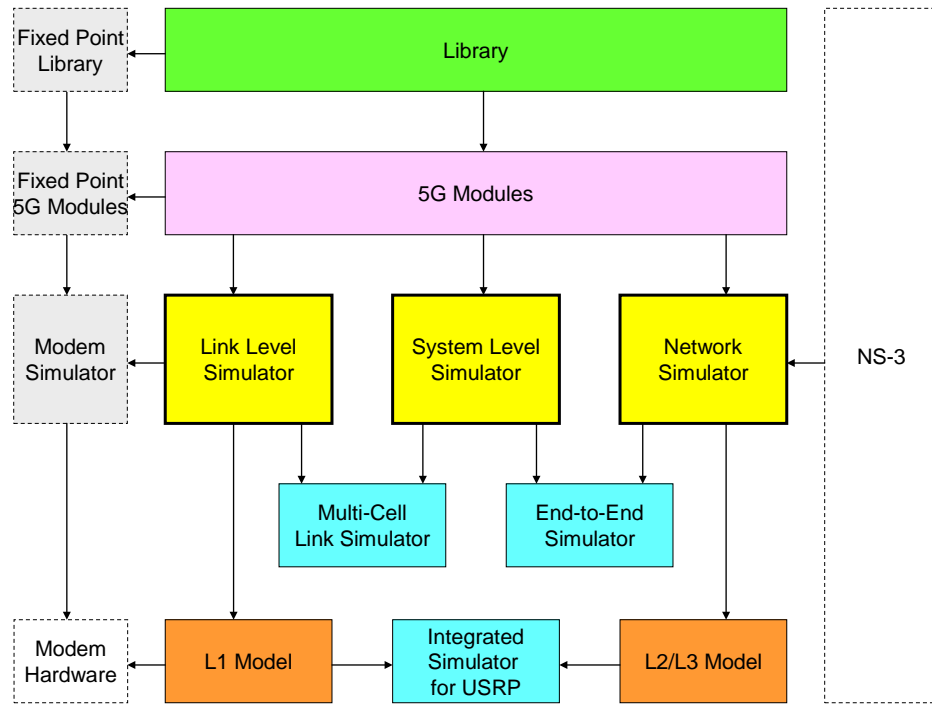 Fixed Point
Library
Library
Fixed Point
5G Modules
5G Modules
Modem
Simulator
Link Level
Simulator
System Level
Simulator
Network
Simulator
NS-3
Multi-Cell
Link Simulator
End-to-End
Simulator
Modem
Hardware
L1 Model
Integrated
Simulator
for USRP
L2/L3 Model